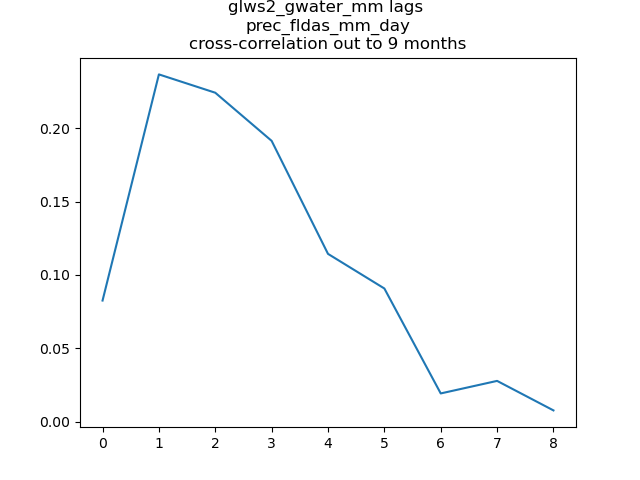 glws2_gwater_mm lags
prec_fldas_mm_day
cross-correlation out to 9 months
0.20
0.15
0.10
0.05
0.00
0 1 2 3 4 5 6 7 8